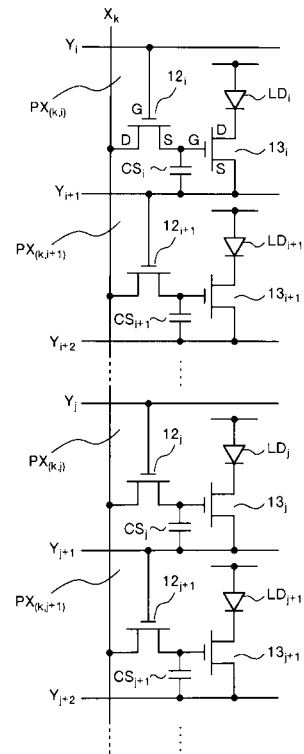 X_k
Y_i
PX_(k,i)
12_i
LD_i
G
D
S
G
D
S
13_i
CS_i
Y_i+1
PX_(k,i+1)
12_i+1
LD_i+1
13_i+1
CS_i+1
Y_i+2
Y_j
PX_(k,j)
12_j
LD_j
13_j
CS_j
Y_j+1
PX_(k,j+1)
12_j+1
LD_j+1
13_j+1
CS_j+1
Y_j+2